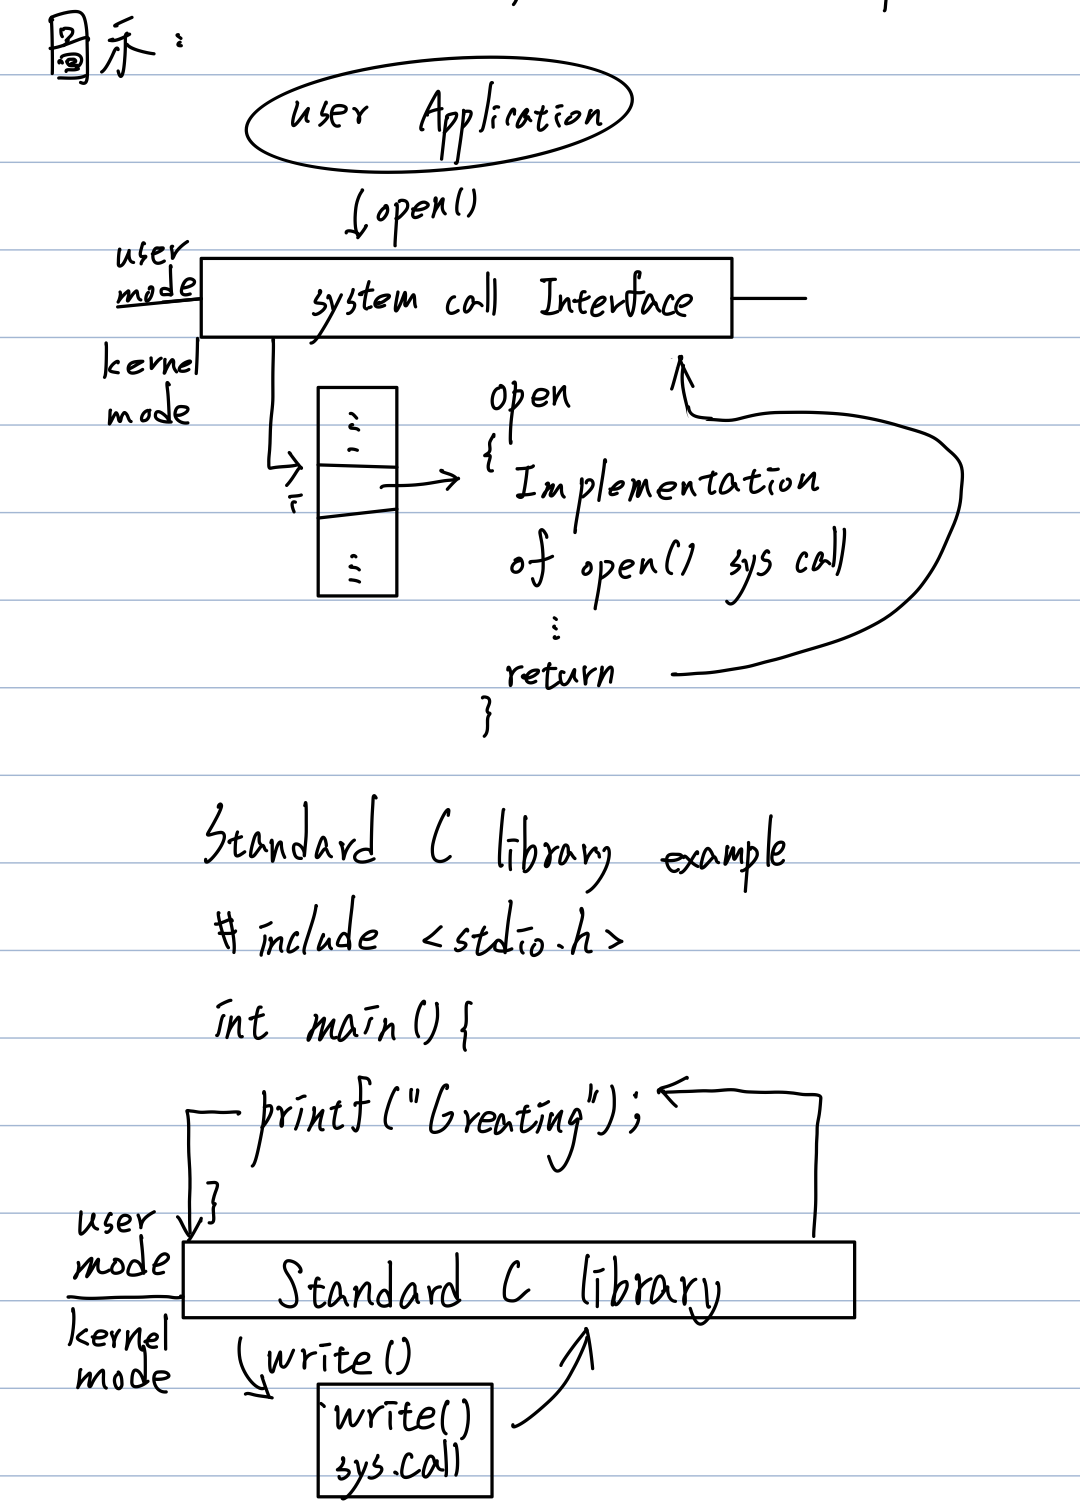 圖示:
user Application
open()
user
mode
system call Interface
kernel
mode
open
{
i
Implementation
of open() sys call
⋮
return
}
Standard C library example
#include <stdio.h>
int main() {
printf("Greating");
}
user
mode
Standard C library
kernel
mode
write()
write()
sys.call